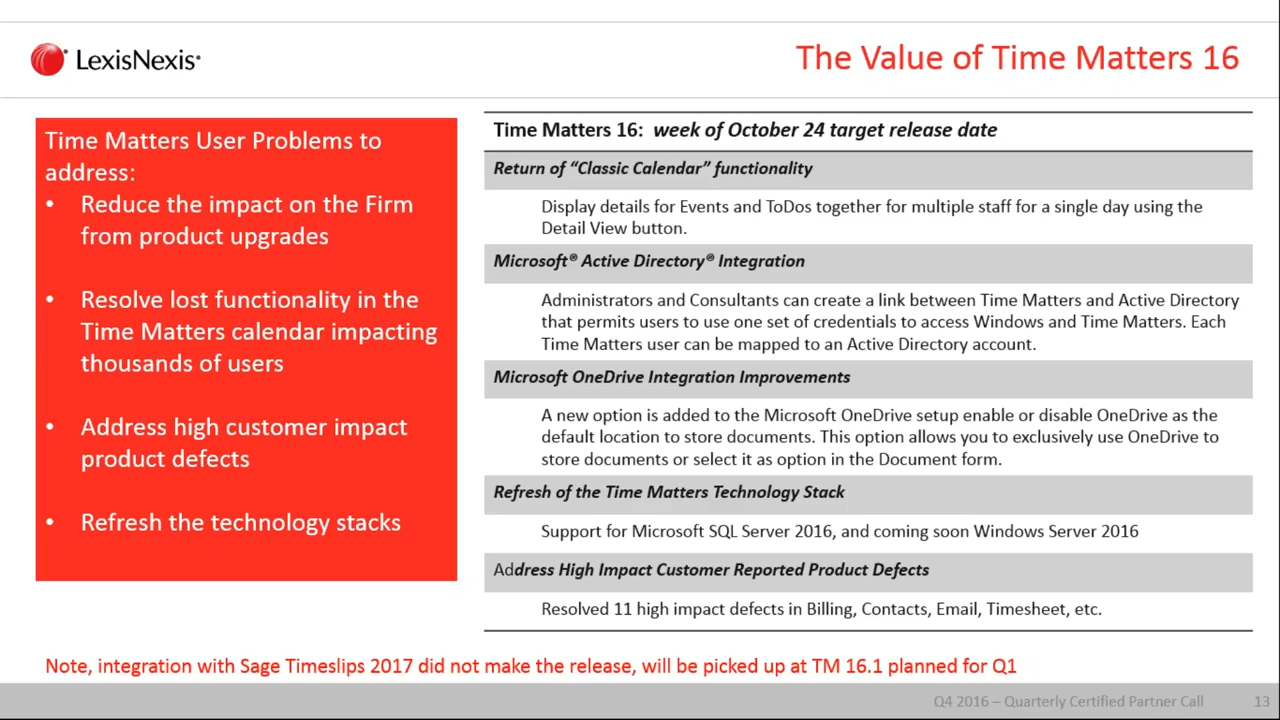 LexisNexis®
The Value of Time Matters 16
Time Matters User Problems to
address:
• Reduce the impact on the Firm
from product upgrades
• Resolve lost functionality in the
Time Matters calendar impacting
thousands of users
• Address high customer impact
product defects
• Refresh the technology stacks
Time Matters 16: week of October 24 target release date
Return of “Classic Calendar” functionality
Display details for Events and ToDos together for multiple staff for a single day using the
Detail View button.
Microsoft® Active Directory® Integration
Administrators and Consultants can create a link between Time Matters and Active Directory
that permits users to use one set of credentials to access Windows and Time Matters. Each
Time Matters user can be mapped to an Active Directory account.
Microsoft OneDrive Integration Improvements
A new option is added to the Microsoft OneDrive setup enable or disable OneDrive as the
default location to store documents. This option allows you to exclusively use OneDrive to
store documents or select it as option in the Document form.
Refresh of the Time Matters Technology Stack
Support for Microsoft SQL Server 2016, and coming soon Windows Server 2016
Address High Impact Customer Reported Product Defects
Resolved 11 high impact defects in Billing, Contacts, Email, Timesheet, etc.
Note, integration with Sage Timeslips 2017 did not make the release, will be picked up at TM 16.1 planned for Q1
Q4 2016 – Quarterly Certified Partner Call 13